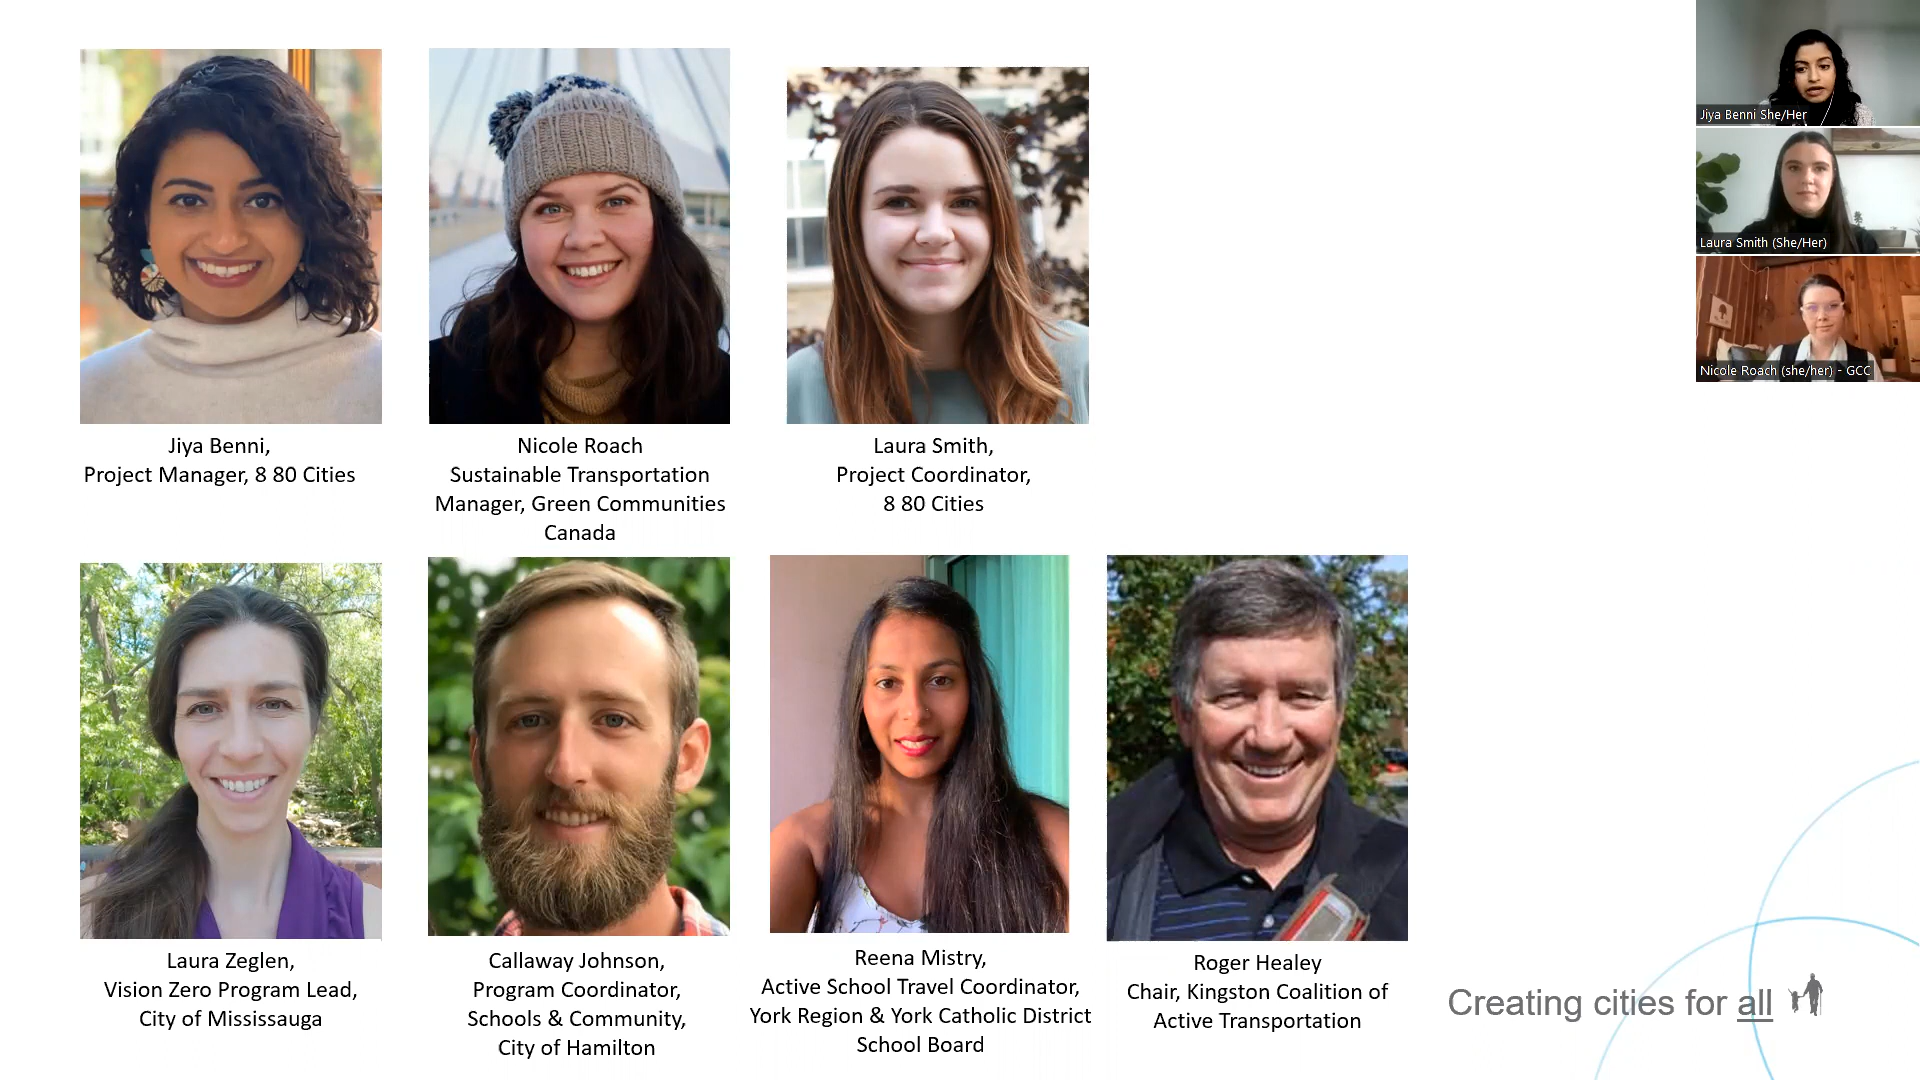 Jiya Benni,
Project Manager, 8 80 Cities
Nicole Roach
Sustainable Transportation
Manager, Green Communities
Canada
Laura Smith,
Project Coordinator,
8 80 Cities
Jiya Benni She/Her
Laura Smith (She/Her)
Nicole Roach (she/her) - GCC
Laura Zeglen,
Vision Zero Program Lead,
City of Mississauga
Callaway Johnson,
Program Coordinator,
Schools & Community,
City of Hamilton
Reena Mistry,
Active School Travel Coordinator,
York Region & York Catholic District
School Board
Roger Healey
Chair, Kingston Coalition of
Active Transportation
Creating cities for all